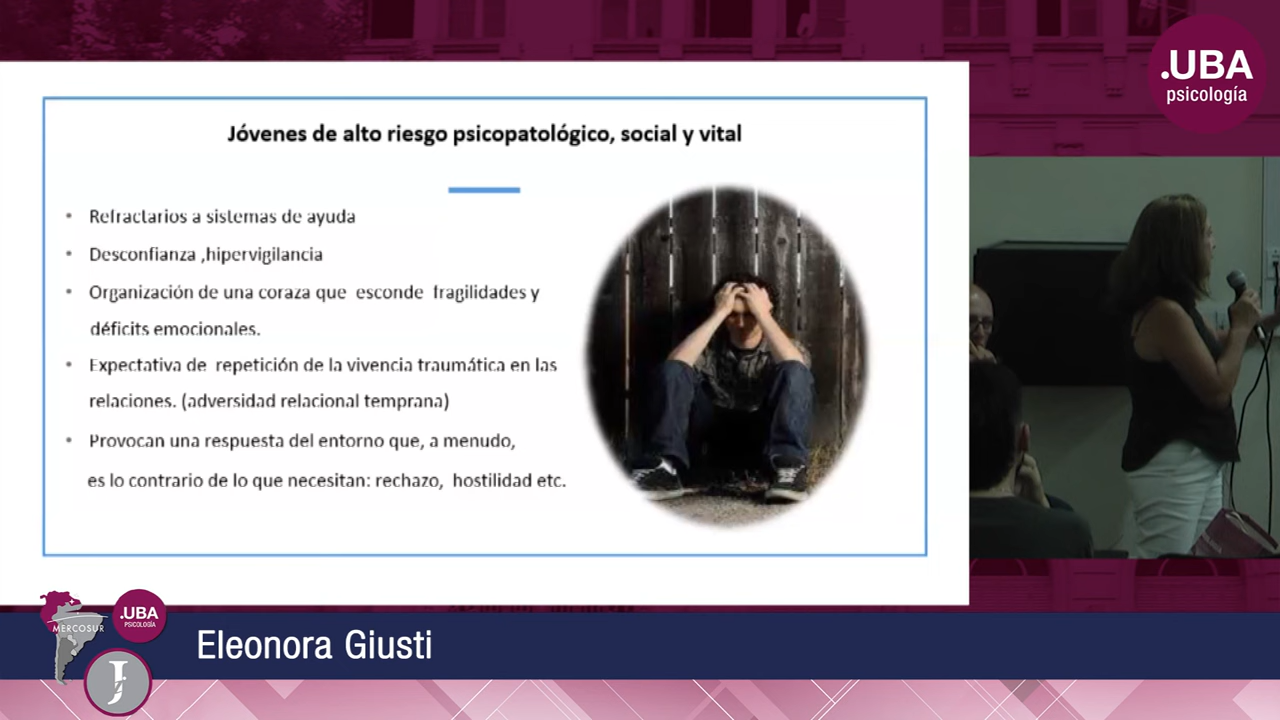 .UBA
psicología
Jóvenes de alto riesgo psicopatológico, social y vital
• Refractarios a sistemas de ayuda
• Desconfianza ,hipervigilancia
• Organización de una coraza que esconde fragilidades y
déficits emocionales.
• Expectativa de repetición de la vivencia traumática en las
relaciones. (adversidad relacional temprana)
• Provocan una respuesta del entorno que, a menudo,
es lo contrario de lo que necesitan: rechazo, hostilidad etc.
MERCOSUR
.UBA
PSICOLOGÍA
J
Eleonora Giusti